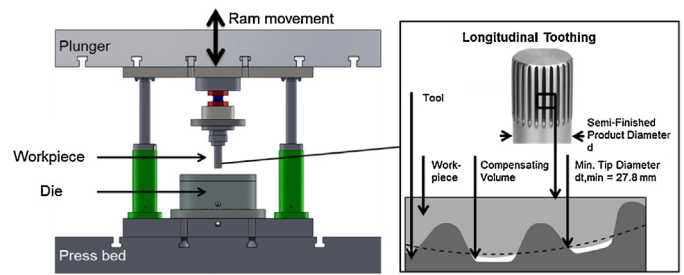 Ram movement
Plunger
Workpiece
Die
Press bed
Longitudinal Toothing
Tool
Semi-Finished
Product Diameter
d
Work-
piece
Compensating
Volume
Min. Tip Diameter
dt,min = 27.8 mm